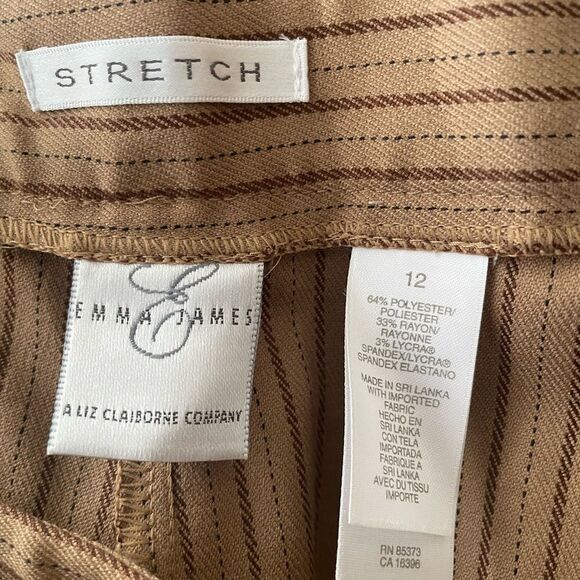 STRETCH
E
EMMA JAMES
A LIZ CLAIBORNE COMPANY
12
64% POLYESTER/
POLIESTER
33% RAYON/
RAYONNE
3% LYCRA®
SPANDEX/LYCRA®
SPANDEX ELASTANO
MADE IN SRI LANKA
WITH IMPORTED
FABRIC
HECHO EN
SRI LANKA
CON TELA
IMPORTADA
FABRIQUE A
SRI LANKA
AVEC DU TISSU
IMPORTE
RN 85373
CA 16396